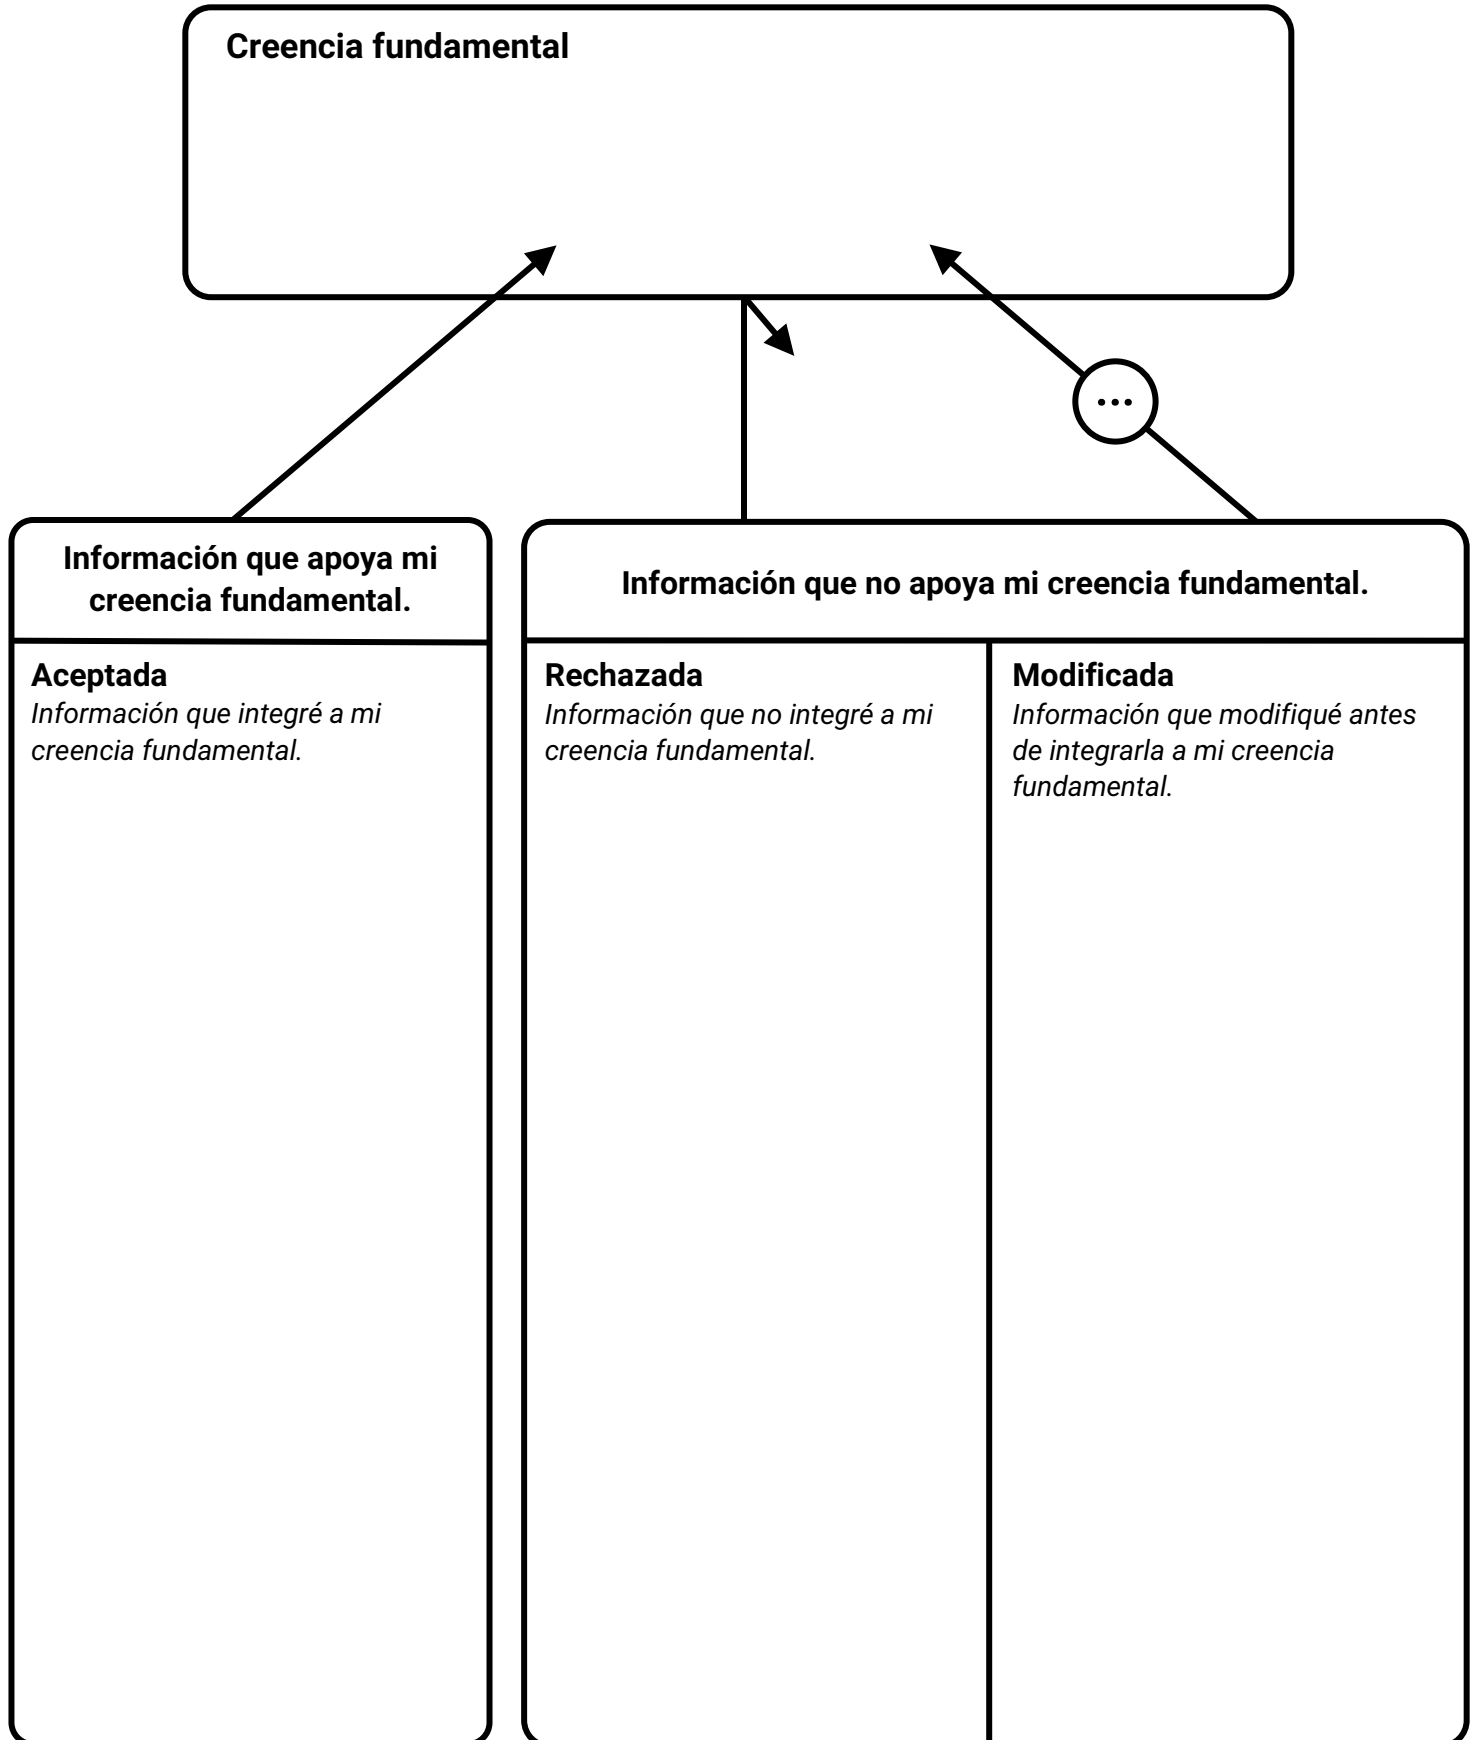 Creencia fundamental
...
Información que apoya mi
creencia fundamental.
Información que no apoya mi creencia fundamental.
Aceptada
Información que integré a mi
creencia fundamental.
Rechazada
Información que no integré a mi
creencia fundamental.
Modificada
Información que modifiqué antes
de integrarla a mi creencia
fundamental.